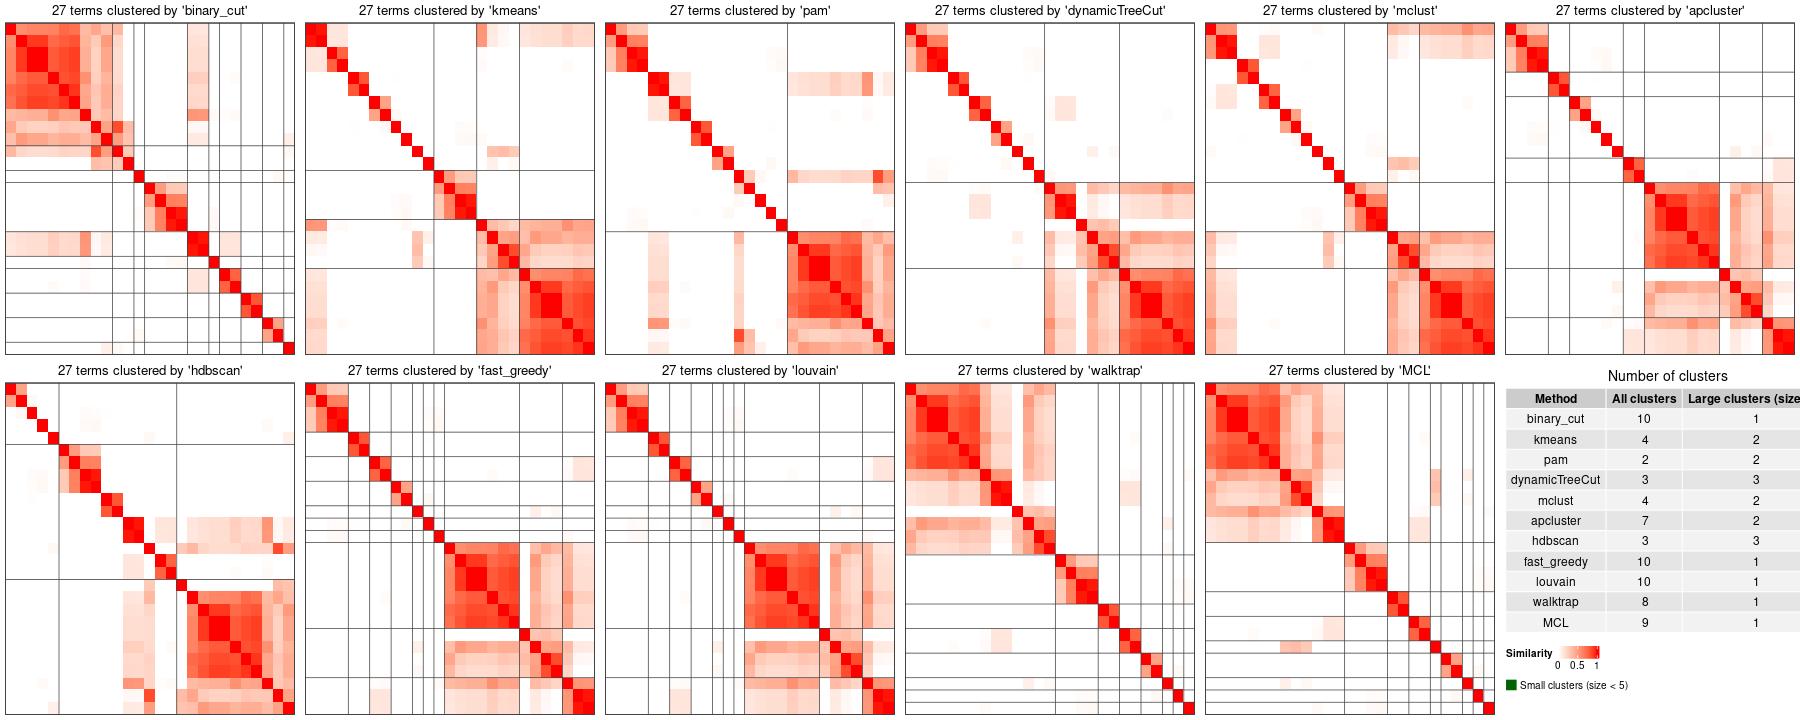 27 terms clustered by 'binary_cut'
27 terms clustered by 'kmeans'
27 terms clustered by 'pam'
27 terms clustered by 'dynamicTreeCut'
27 terms clustered by 'mclust'
27 terms clustered by 'apcluster'
27 terms clustered by 'hdbscan'
27 terms clustered by 'fast_greedy'
27 terms clustered by 'louvain'
27 terms clustered by 'walktrap'
27 terms clustered by 'MCL'
Number of clusters
Method All clusters Large clusters (size
binary_cut 10 1
kmeans 4 2
pam 2 2
dynamicTreeCut 3 3
mclust 4 2
apcluster 7 2
hdbscan 3 3
fast_greedy 10 1
louvain 10 1
walktrap 8 1
MCL 9 1
Similarity
0 0.5 1
Small clusters (size < 5)